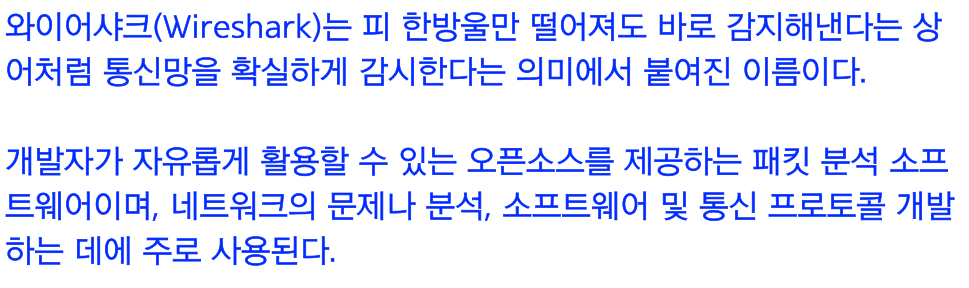 와이어샤크(Wireshark)는 피 한방울만 떨어져도 바로 감지해낸다는 상
어처럼 통신망을 확실하게 감시한다는 의미에서 붙여진 이름이다.
개발자가 자유롭게 활용할 수 있는 오픈소스를 제공하는 패킷 분석 소프
트웨어이며, 네트워크의 문제나 분석, 소프트웨어 및 통신 프로토콜 개발
하는 데에 주로 사용된다.